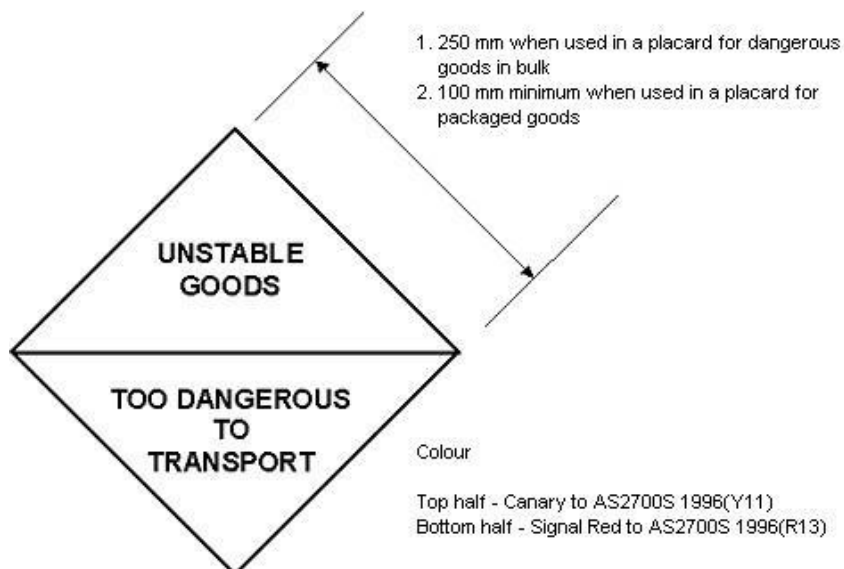 1. 250 mm when used in a placard for dangerous
goods in bulk
2. 100 mm minimum when used in a placard for
packaged goods
UNSTABLE
GOODS
TOO DANGEROUS
TO
TRANSPORT
Colour
Top half - Canary to AS2700S 1996(Y11)
Bottom half - Signal Red to AS2700S 1996(R13)